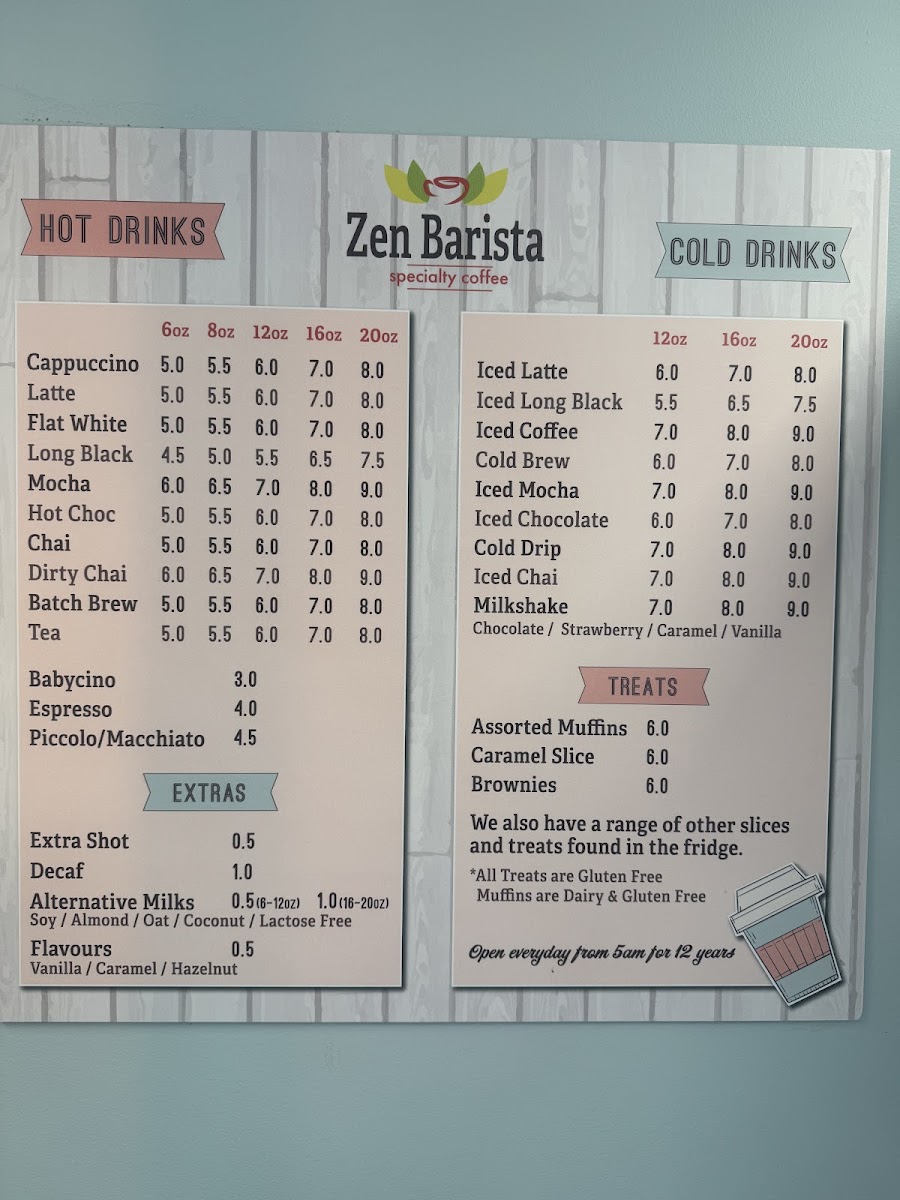 Zen Barista
specialty coffee
HOT DRINKS
6oz 8oz 12oz 16oz 20oz
Cappuccino 5.0 5.5 6.0 7.0 8.0
Latte 5.0 5.5 6.0 7.0 8.0
Flat White 5.0 5.5 6.0 7.0 8.0
Long Black 4.5 5.0 5.5 6.5 7.5
Mocha 6.0 6.5 7.0 8.0 9.0
Hot Choc 5.0 5.5 6.0 7.0 8.0
Chai 5.0 5.5 6.0 7.0 8.0
Dirty Chai 6.0 6.5 7.0 8.0 9.0
Batch Brew 5.0 5.5 6.0 7.0 8.0
Tea 5.0 5.5 6.0 7.0 8.0
Babycino 3.0
Espresso 4.0
Piccolo/Macchiato 4.5
EXTRAS
Extra Shot 0.5
Decaf 1.0
Alternative Milks 0.5 (6-12oz) 1.0 (16-20oz)
Soy / Almond / Oat / Coconut / Lactose Free
Flavours 0.5
Vanilla / Caramel / Hazelnut
COLD DRINKS
12oz 16oz 20oz
Iced Latte 6.0 7.0 8.0
Iced Long Black 5.5 6.5 7.5
Iced Coffee 7.0 8.0 9.0
Cold Brew 6.0 7.0 8.0
Iced Mocha 7.0 8.0 9.0
Iced Chocolate 6.0 7.0 8.0
Cold Drip 7.0 8.0 9.0
Iced Chai 7.0 8.0 9.0
Milkshake 7.0 8.0 9.0
Chocolate / Strawberry / Caramel / Vanilla
TREATS
Assorted Muffins 6.0
Caramel Slice 6.0
Brownies 6.0
We also have a range of other slices
and treats found in the fridge.
*All Treats are Gluten Free
Muffins are Dairy & Gluten Free
Open everyday from 5am for 12 years